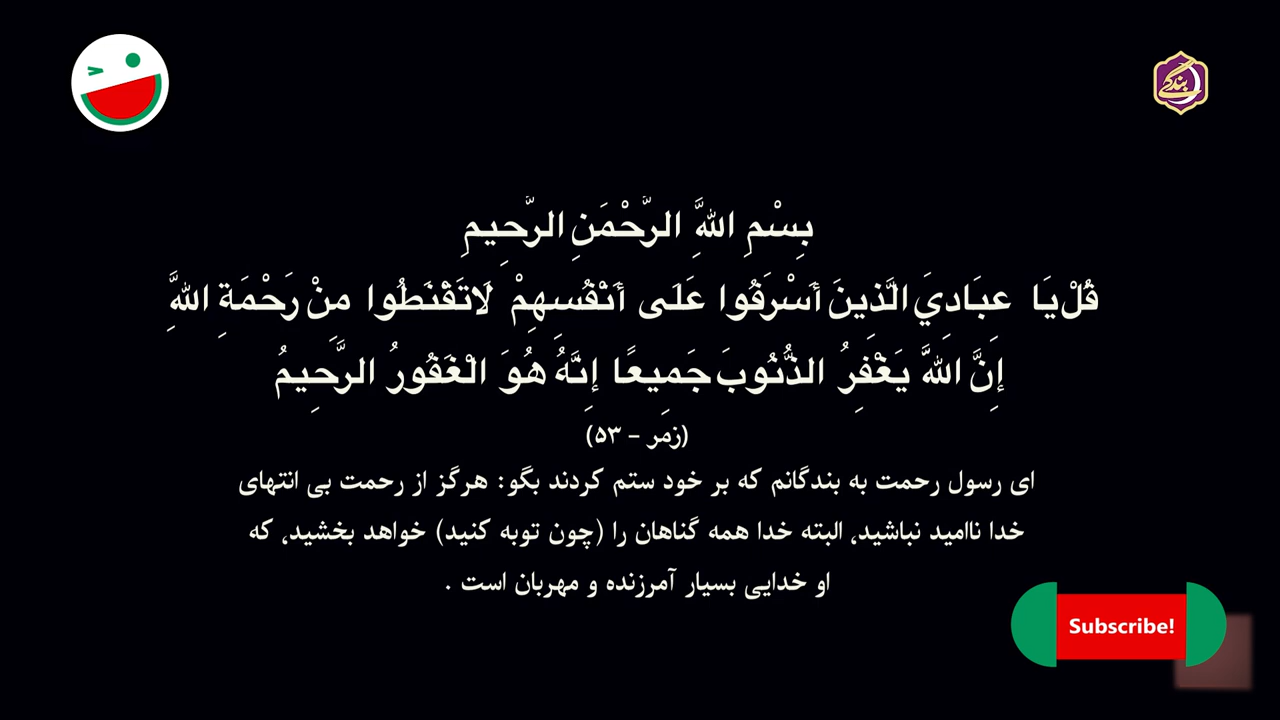 بندگی
بِسْمِ اللَّهِ الرَّحْمَنِ الرَّحِيمِ
قُلْ يَا عِبَادِيَ الَّذِينَ أَسْرَفُوا عَلَى أَنْفُسِهِمْ لَاتَقْنَطُوا مِنْ رَحْمَةِ اللَّهِ
إِنَّ اللَّهَ يَغْفِرُ الذُّنُوبَ جَمِيعًا إِنَّهُ هُوَ الْغَفُورُ الرَّحِيمُ
(زمر - ۵۳)
ای رسول رحمت به بندگانم که بر خود ستم کردند بگو: هرگز از رحمت بی انتهای
خدا ناامید نباشید، البته خدا همه گناهان را (چون توبه کنید) خواهد بخشید، که
او خدایی بسیار آمرزنده و مهربان است .
Subscribe!